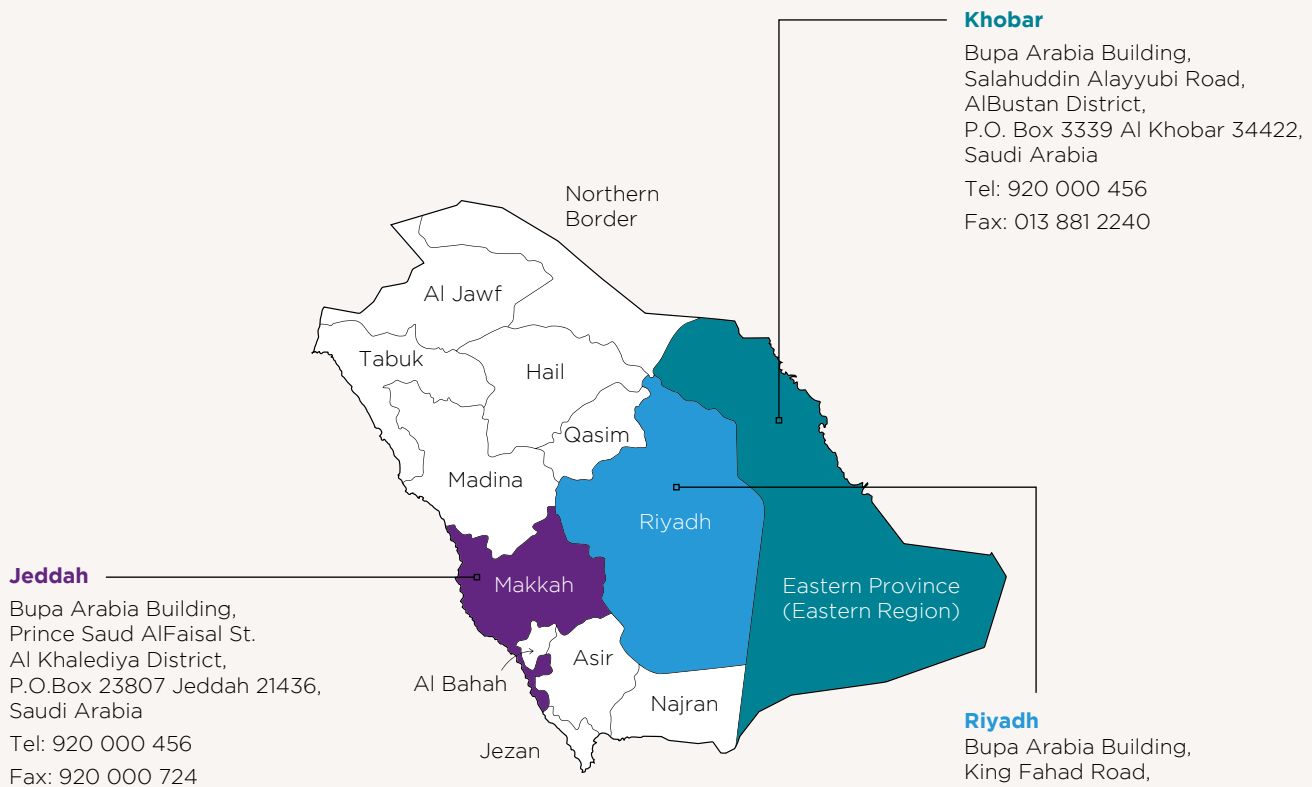 Khobar
Bupa Arabia Building,
Salahuddin Alayyubi Road,
AlBustan District,
P.O. Box 3339 Al Khobar 34422,
Saudi Arabia
Tel: 920 000 456
Fax: 013 881 2240
Northern
Border
Al Jawf
Tabuk
Hail
Qasim
Madina
Riyadh
Makkah
Eastern Province
(Eastern Region)
Asir
Al Bahah
Najran
Jezan
Jeddah
Bupa Arabia Building,
Prince Saud AlFaisal St.
Al Khalediya District,
P.O.Box 23807 Jeddah 21436,
Saudi Arabia
Tel: 920 000 456
Fax: 920 000 724
Riyadh
Bupa Arabia Building,
King Fahad Road,